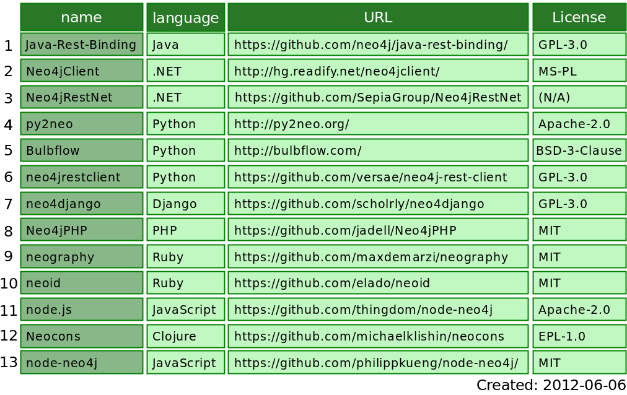 name language URL License
1 Java-Rest-Binding Java https://github.com/neo4j/java-rest-binding/ GPL-3.0
2 Neo4jClient .NET http://hg.readify.net/neo4jclient/ MS-PL
3 Neo4jRestNet .NET https://github.com/SepiaGroup/Neo4jRestNet (N/A)
4 py2neo Python http://py2neo.org/ Apache-2.0
5 Bulbflow Python http://bulbflow.com/ BSD-3-Clause
6 neo4jrestclient Python https://github.com/versae/neo4j-rest-client GPL-3.0
7 neo4django Django https://github.com/scholrly/neo4django GPL-3.0
8 Neo4jPHP PHP https://github.com/jadell/Neo4jPHP MIT
9 neography Ruby https://github.com/maxdemarzi/neography MIT
10 neoid Ruby https://github.com/elado/neoid MIT
11 node.js JavaScript https://github.com/thingdom/node-neo4j Apache-2.0
12 Neocons Clojure https://github.com/michaelklishin/neocons EPL-1.0
13 node-neo4j JavaScript https://github.com/philippkueng/node-neo4j/ MIT
Created: 2012-06-06